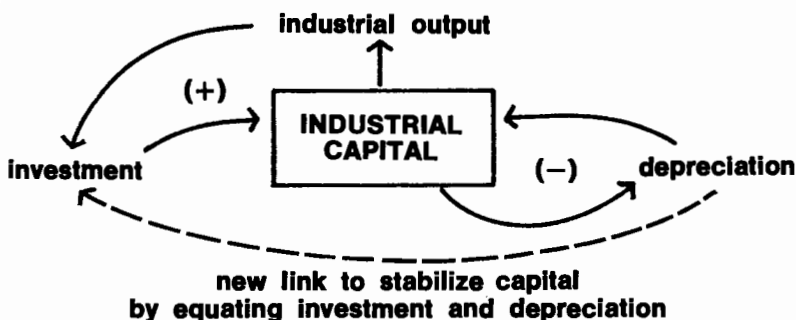 industrial output
(+)
INDUSTRIAL
CAPITAL
investment
(−)
depreciation
new link to stabilize capital
by equating investment and depreciation